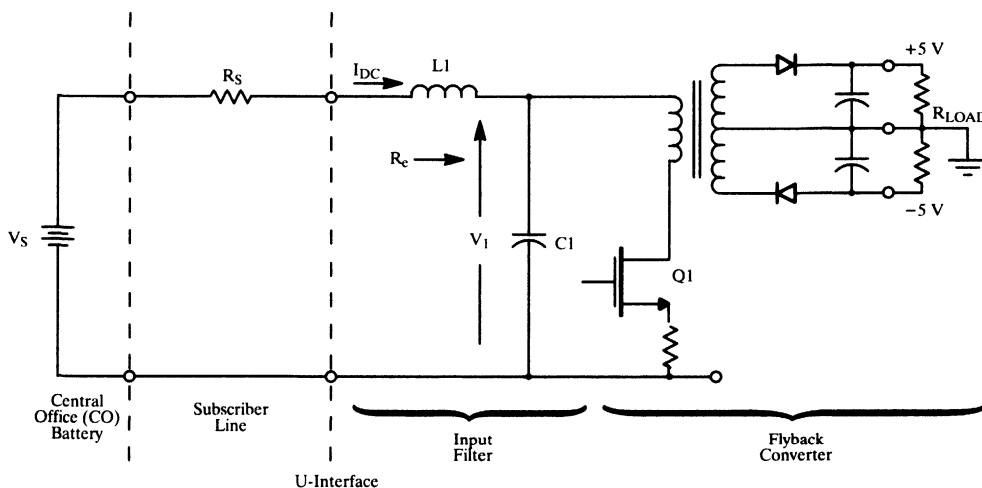 +5 V
L1
I_DC
R_S
R_LOAD
R_e
-5 V
V_S
V_1
C1
Q1
Central
Office (CO)
Battery
Subscriber
Line
Input
Filter
Flyback
Converter
U-Interface